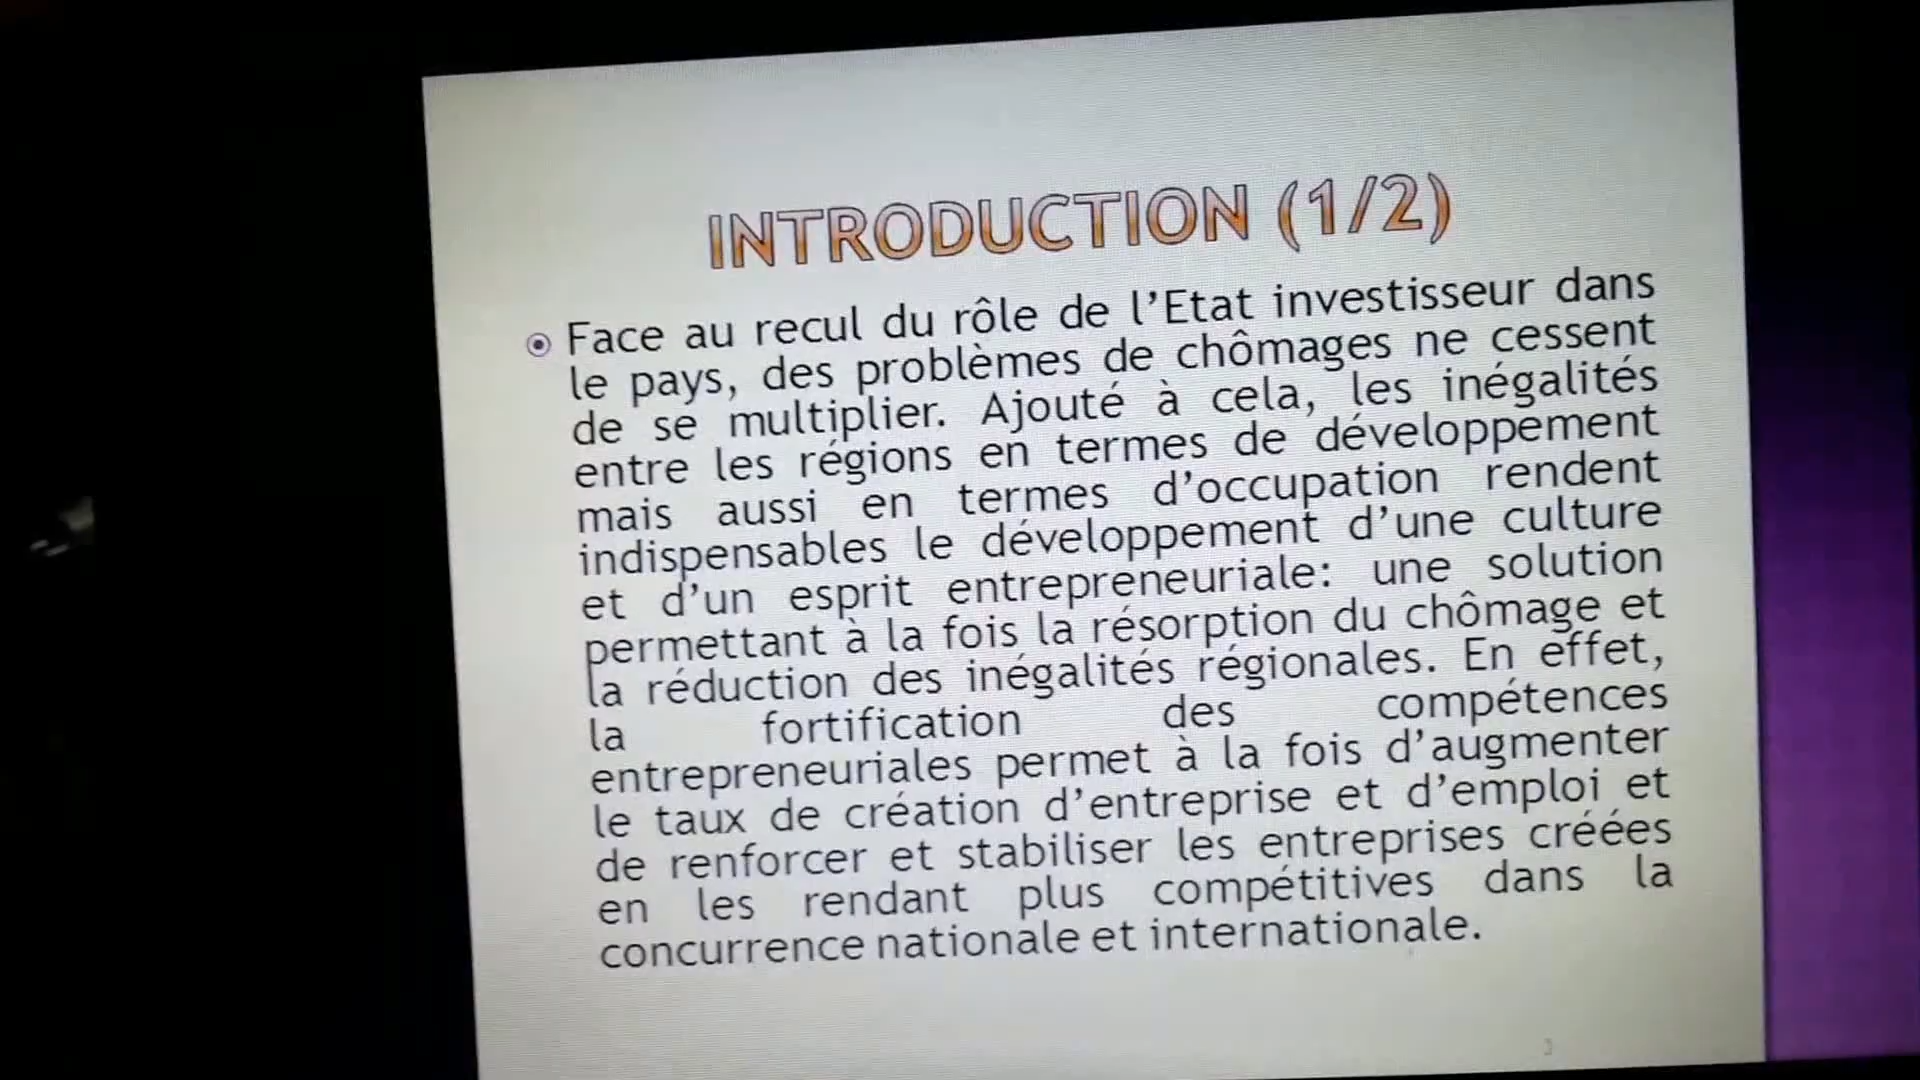 INTRODUCTION (1/2)
Face au recul du rôle de l’Etat investisseur dans
le pays, des problèmes de chômages ne cessent
de se multiplier. Ajouté à cela, les inégalités
entre les régions en termes de développement
mais aussi en termes d’occupation rendent
indispensables le développement d’une culture
et d’un esprit entrepreneuriale: une solution
permettant à la fois la résorption du chômage et
la réduction des inégalités régionales. En effet,
la fortification des compétences
entrepreneuriales permet à la fois d’augmenter
le taux de création d’entreprise et d’emploi et
de renforcer et stabiliser les entreprises créées
en les rendant plus compétitives dans la
concurrence nationale et internationale.
3